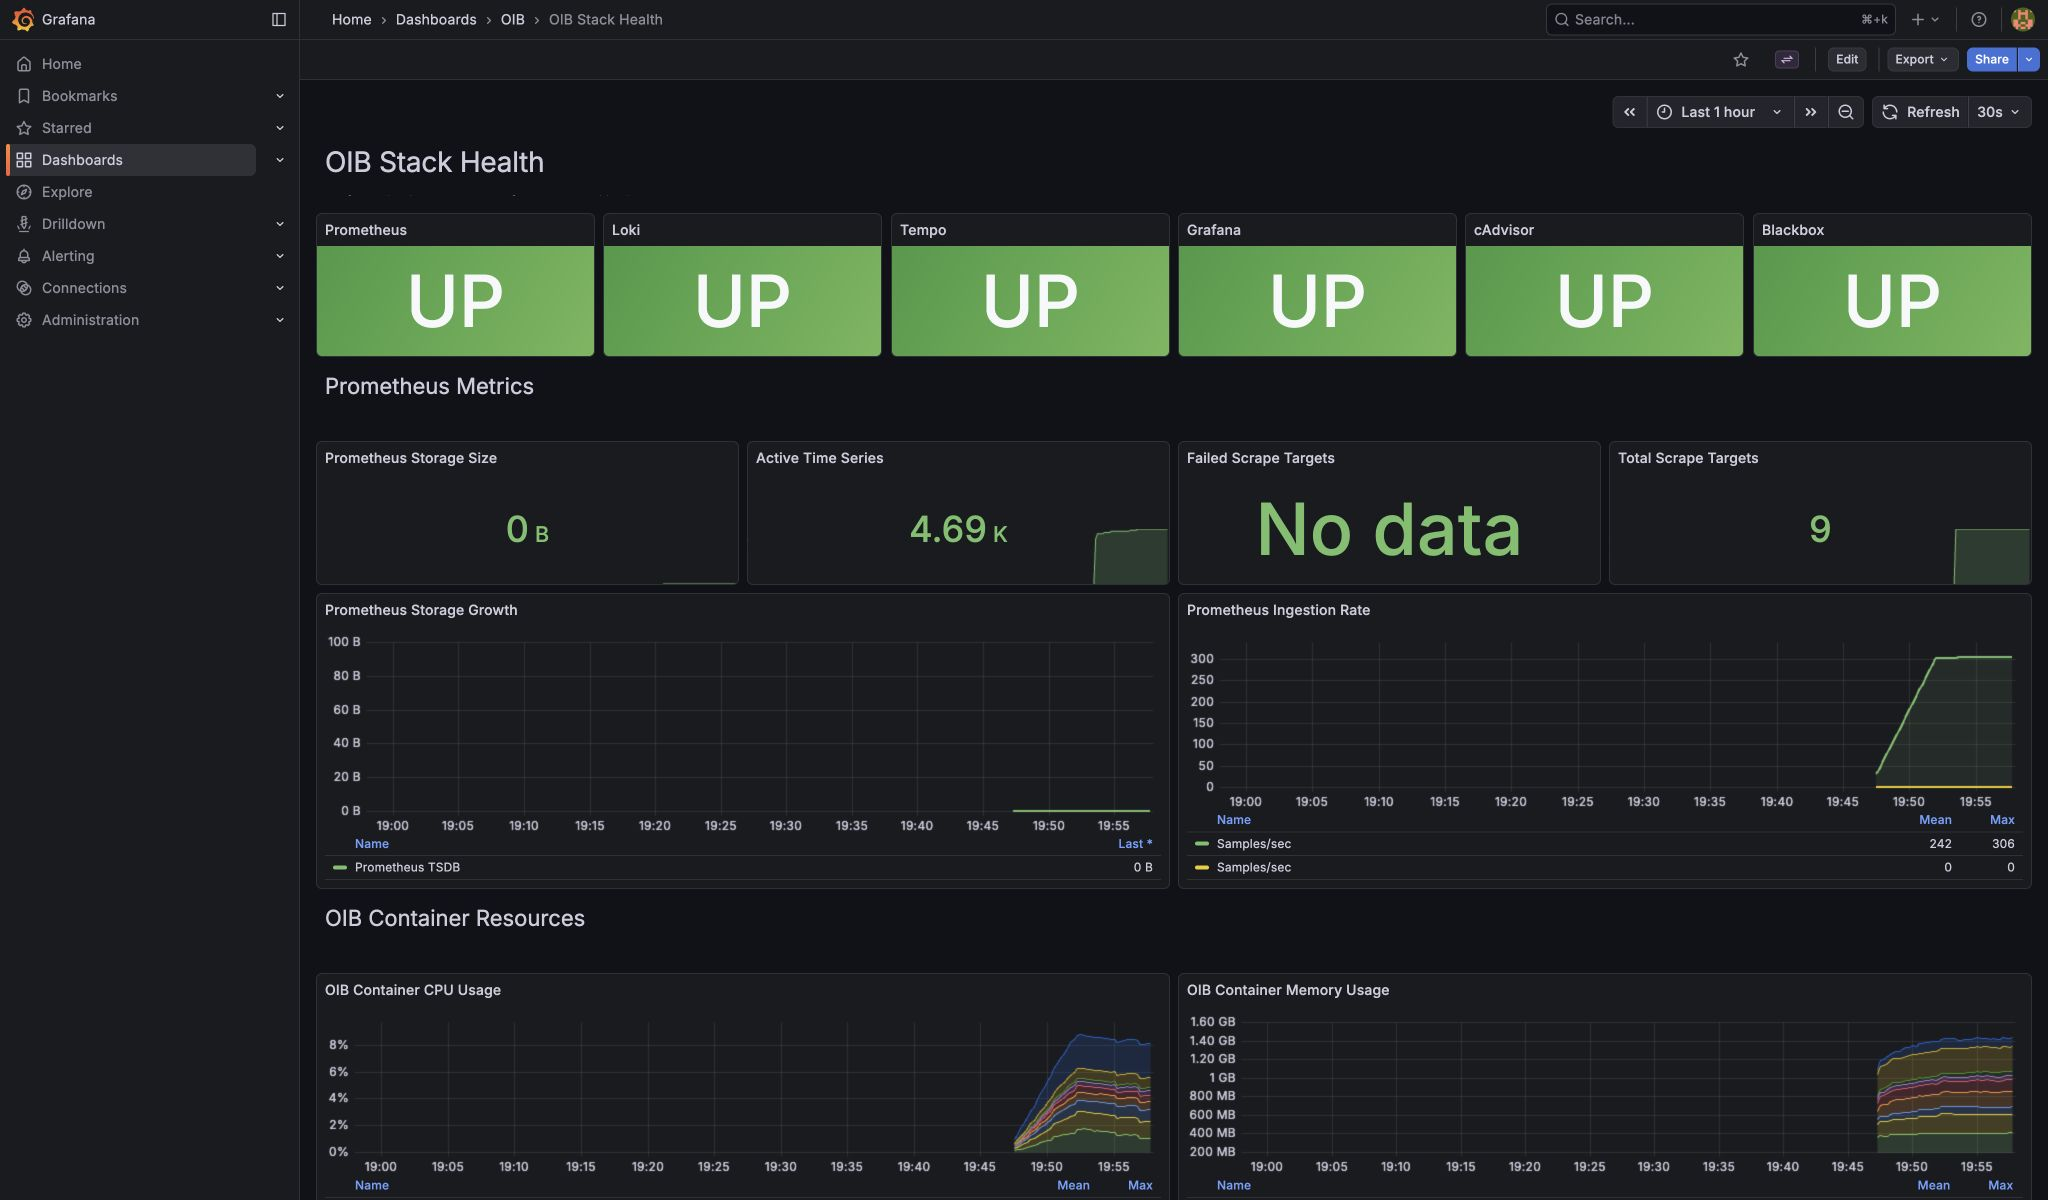 Grafana
Home › Dashboards › OIB › OIB Stack Health
Search... ⌘+k
Home
Bookmarks
Starred
Dashboards
Explore
Drilldown
Alerting
Connections
Administration
Edit Export Share
Last 1 hour Refresh 30s
OIB Stack Health
Prometheus Loki Tempo Grafana cAdvisor Blackbox
UP UP UP UP UP UP
Prometheus Metrics
Prometheus Storage Size
0 B
Active Time Series
4.69 K
Failed Scrape Targets
No data
Total Scrape Targets
9
Prometheus Storage Growth
100 B
80 B
60 B
40 B
20 B
0 B
19:00 19:05 19:10 19:15 19:20 19:25 19:30 19:35 19:40 19:45 19:50 19:55
Name Last *
Prometheus TSDB 0 B
Prometheus Ingestion Rate
300
250
200
150
100
50
0
19:00 19:05 19:10 19:15 19:20 19:25 19:30 19:35 19:40 19:45 19:50 19:55
Name Mean Max
Samples/sec 242 306
Samples/sec 0 0
OIB Container Resources
OIB Container CPU Usage
8%
6%
4%
2%
0%
19:00 19:05 19:10 19:15 19:20 19:25 19:30 19:35 19:40 19:45 19:50 19:55
Name Mean Max
OIB Container Memory Usage
1.60 GB
1.40 GB
1.20 GB
1 GB
800 MB
600 MB
400 MB
200 MB
19:00 19:05 19:10 19:15 19:20 19:25 19:30 19:35 19:40 19:45 19:50 19:55
Name Mean Max